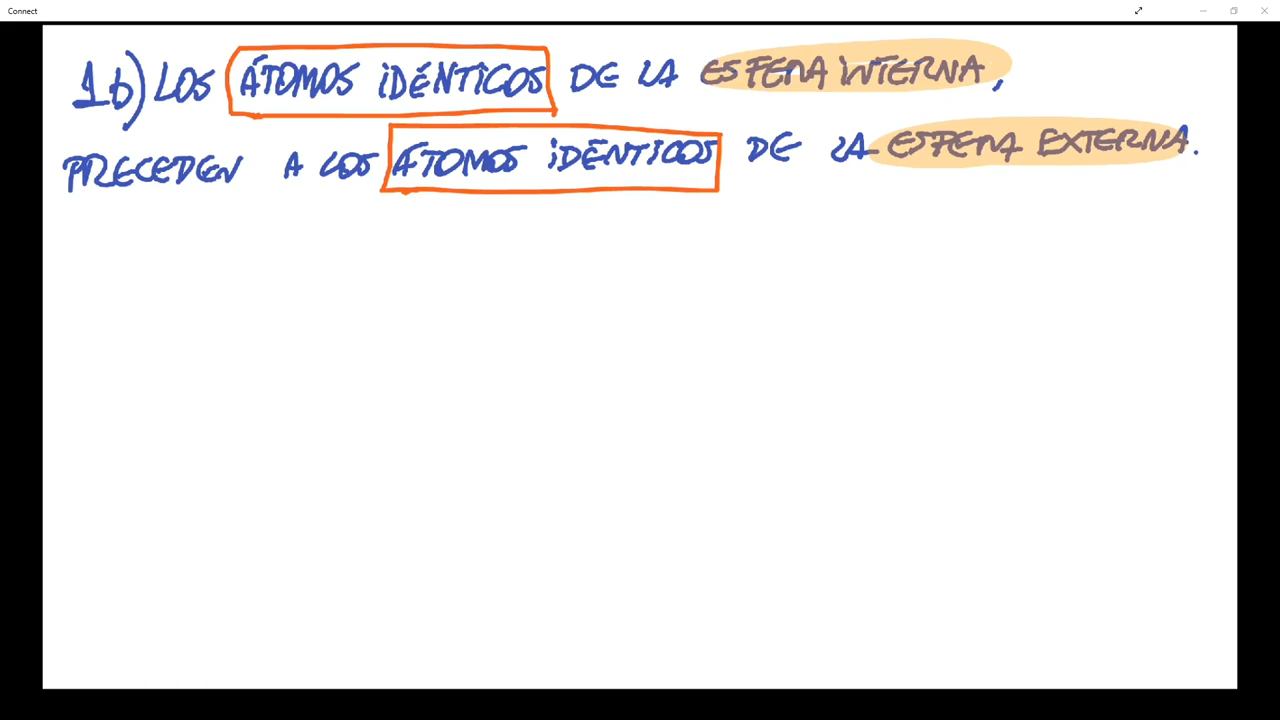 Connect
1b) LOS ÁTOMOS IDÉNTICOS DE LA ESFERA INTERNA,
PRECEDEN A LOS ÁTOMOS IDÉNTICOS DE LA ESFERA EXTERNA.